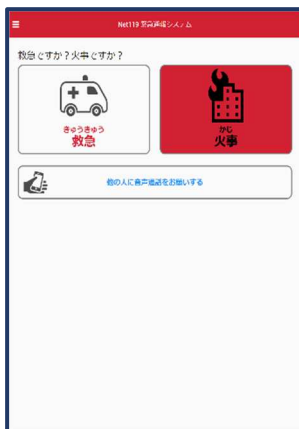 Net119 緊急通報システム
救急ですか？火事ですか？
きゅうきゅう
救急
かじ
火事
他の人に音声通話をお願いする